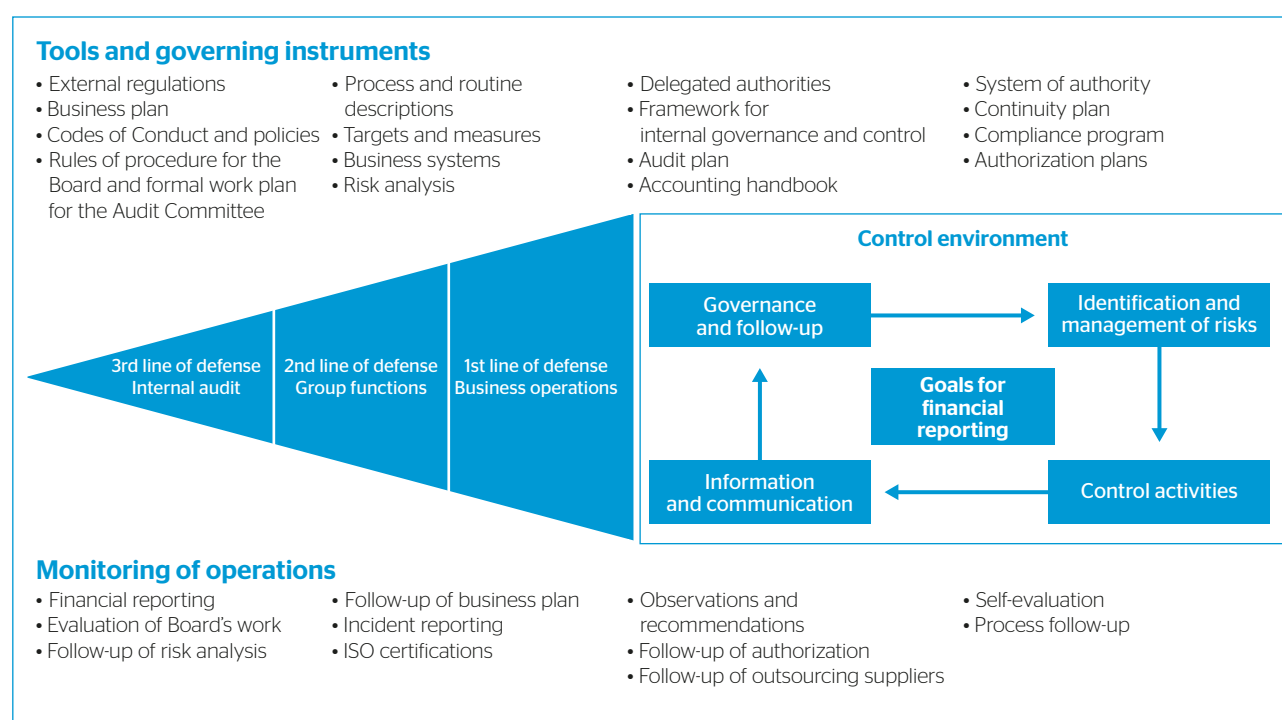 Tools and governing instruments
• External regulations
• Business plan
• Codes of Conduct and policies
• Rules of procedure for the
Board and formal work plan
for the Audit Committee
• Process and routine
descriptions
• Targets and measures
• Business systems
• Risk analysis
• Delegated authorities
• Framework for
internal governance and control
• Audit plan
• Accounting handbook
• System of authority
• Continuity plan
• Compliance program
• Authorization plans
3rd line of defense
Internal audit
2nd line of defense
Group functions
1st line of defense
Business operations
Control environment
Governance
and follow-up
Identification and
management of risks
Goals for
financial
reporting
Information
and communication
Control activities
Monitoring of operations
• Financial reporting
• Evaluation of Board's work
• Follow-up of risk analysis
• Follow-up of business plan
• Incident reporting
• ISO certifications
• Observations and
recommendations
• Follow-up of authorization
• Follow-up of outsourcing suppliers
• Self-evaluation
• Process follow-up